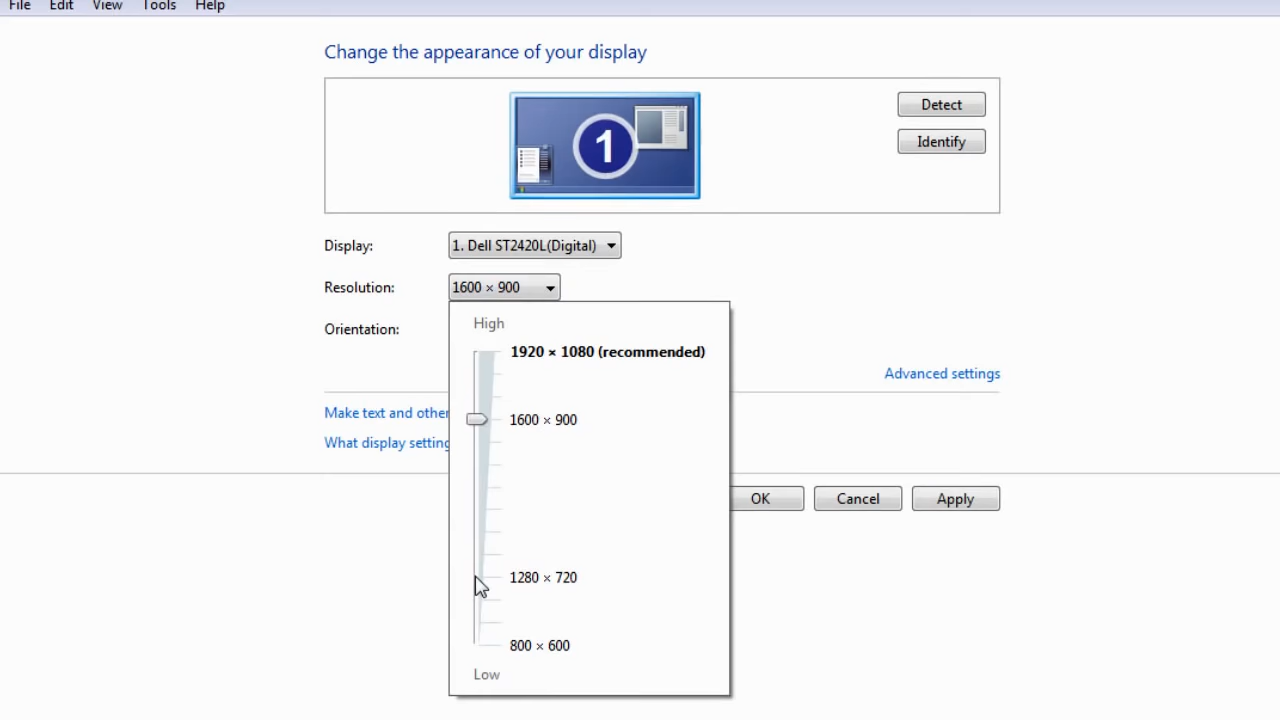 File Edit View Tools Help
Change the appearance of your display
1
Detect
Identify
Display: 1. Dell ST2420L(Digital)
Resolution: 1600 × 900
High
Orientation:
1920 × 1080 (recommended)
Advanced settings
Make text and other
1600 × 900
What display setting
OK Cancel Apply
1280 × 720
800 × 600
Low